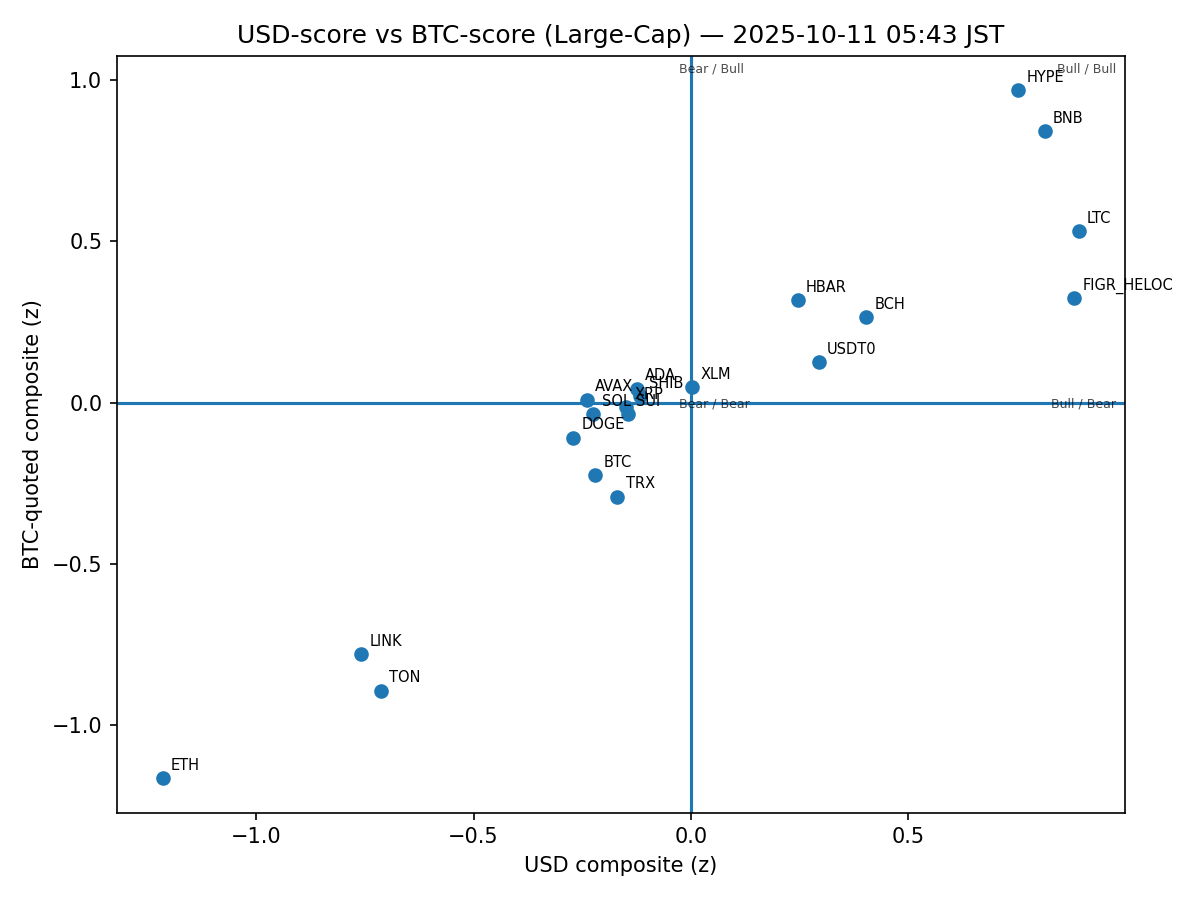 USD-score vs BTC-score (Large-Cap) — 2025-10-11 05:43 JST
Bear / Bull
Bull / Bull
HYPE
BNB
LTC
FIGR_HELOC
HBAR
BCH
USDT0
XLM
ADA
SHIB
AVAX
XRP
SOL
SUI
Bear / Bear
Bull / Bear
DOGE
BTC
TRX
LINK
TON
ETH
1.0
0.5
0.0
−0.5
−1.0
BTC-quoted composite (z)
−1.0
−0.5
0.0
0.5
USD composite (z)